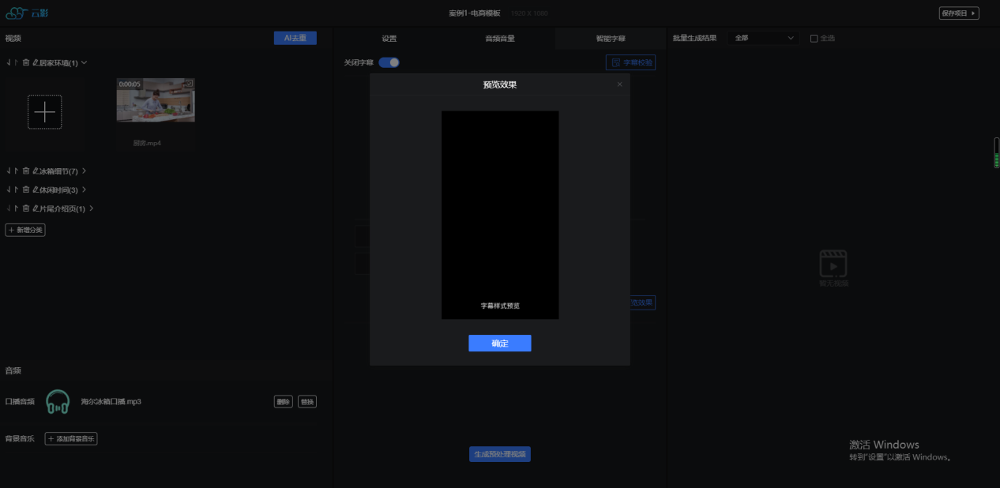 云影
案例1-电商模板 1920 X 1080
保存项目
视频
AI去重
设置
音频音量
智能字幕
批量生成结果
全部
全选
居家环境(1)
关闭字幕
字幕校验
0:00:05
厨房.mp4
预览效果
冰箱细节(7)
休闲时间(3)
片尾介绍页(1)
新增分类
暂无视频
字幕样式预览
览效果
确定
音频
口播音频
海尔冰箱口播.mp3
删除
替换
背景音乐
添加背景音乐
生成预处理视频
激活 Windows
转到"设置"以激活 Windows。